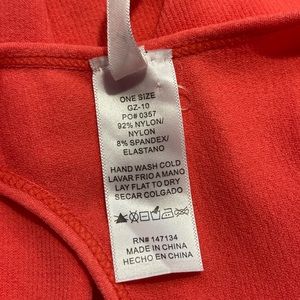 ONE SIZE
GZ-10
PO# 0357
92% NYLON/
NYLON
8% SPANDEX/
ELASTANO
HAND WASH COLD
LAVAR FRIO A MANO
LAY FLAT TO DRY
SECAR COLGADO
RN# 147134
MADE IN CHINA
HECHO EN CHINA